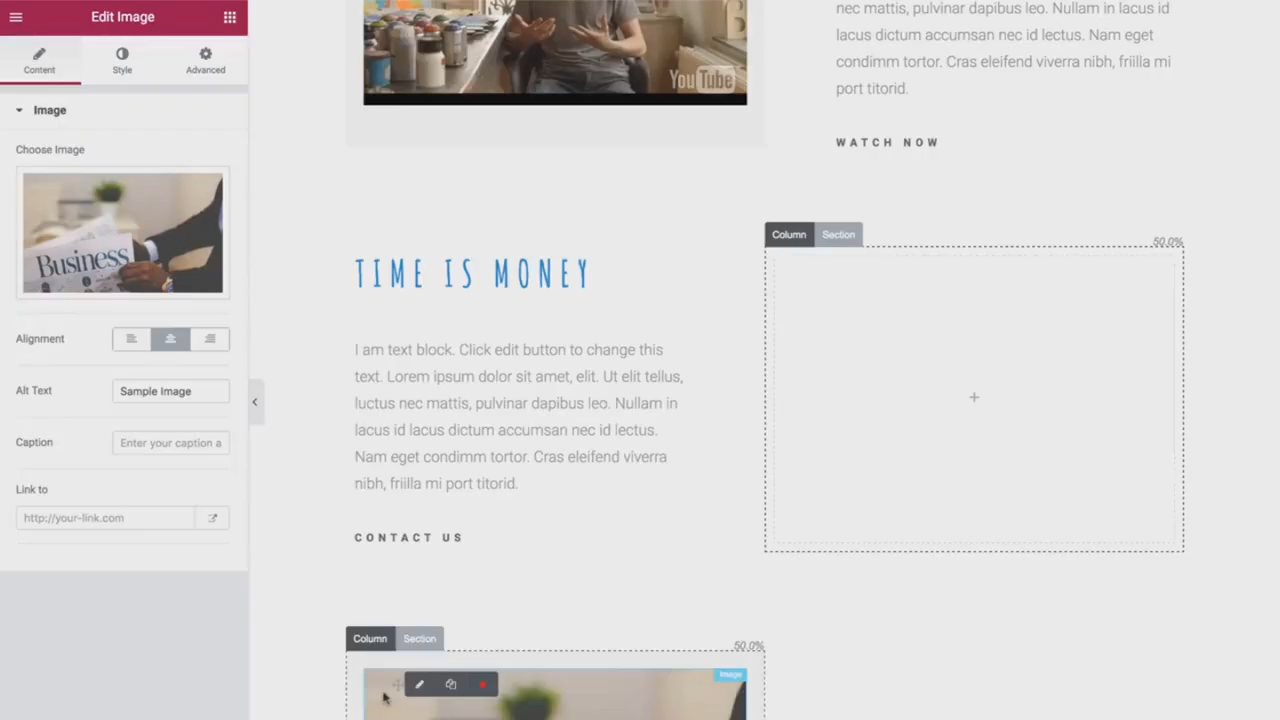 Edit Image
Content
Style
Advanced
Image
Choose Image
Business
Alignment
Alt Text
Sample Image
Caption
Enter your caption a
Link to
http://your-link.com
YouTube
nec mattis, pulvinar dapibus leo. Nullam in lacus id
lacus dictum accumsan nec id lectus. Nam eget
condimm tortor. Cras eleifend viverra nibh, friilla mi
port titorid.
WATCH NOW
TIME IS MONEY
I am text block. Click edit button to change this
text. Lorem ipsum dolor sit amet, elit. Ut elit tellus,
luctus nec mattis, pulvinar dapibus leo. Nullam in
lacus id lacus dictum accumsan nec id lectus.
Nam eget condimm tortor. Cras eleifend viverra
nibh, friilla mi port titorid.
CONTACT US
Column
Section
50.0%
Column
Section
50.0%
Image